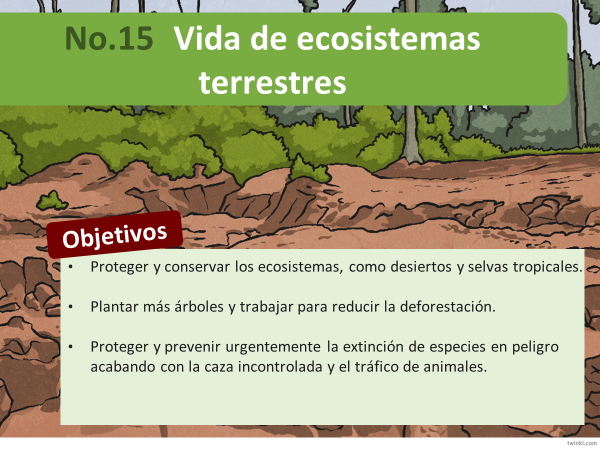 No.15 Vida de ecosistemas
terrestres
Objetivos
• Proteger y conservar los ecosistemas, como desiertos y selvas tropicales.
• Plantar más árboles y trabajar para reducir la deforestación.
• Proteger y prevenir urgentemente la extinción de especies en peligro
acabando con la caza incontrolada y el tráfico de animales.
twinkl.com